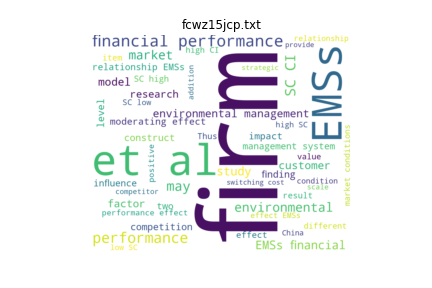 fcwz15jcp.txt
financial performance
relationship
item
market
high CI
provide
relationship EMSs
strategic
model
SC high
addition
SC CI
firm
EMSs
research
SC low
level
environmental management
moderating effect
high SC
construct
Thus
impact
management system
market conditions
et al
positive
study
finding
value
customer
may
influence
switching cost
condition
competitor
scale
factor
two
result
environmental
performance effect
effect EMSs
competition
different
performance
effect
China
low SC
EMSs financial